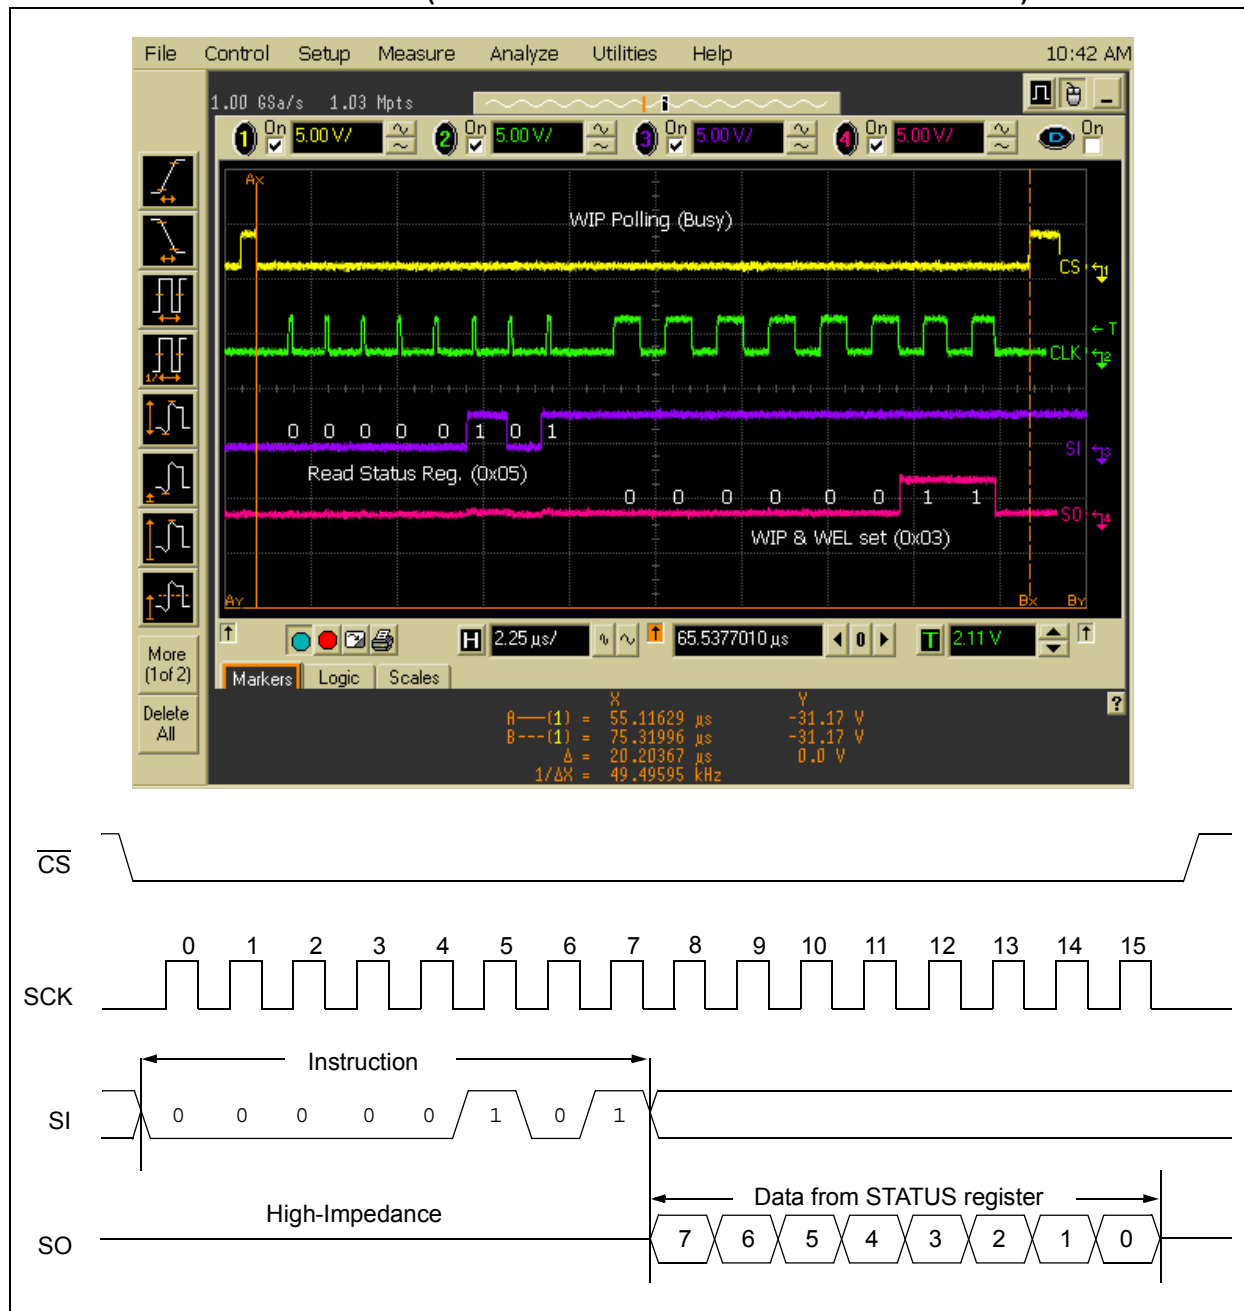 File Control Setup Measure Analyze Utilities Help 10:42 AM
1.00 GSa/s 1.03 Mpts
1 On 5.00 V/ 2 On 5.00 V/ 3 On 5.00 V/ 4 On 5.00 V/ D On
Ax
WIP Polling (Busy)
CS 1
T
CLK 2
0 0 0 0 0 1 0 1
SI 3
Read Status Reg. (0x05)
0 0 0 0 0 0 1 1
SO 4
WIP & WEL set (0x03)
Ay Bx By
1/
H 2.25 µs/ 65.5377010 µs 0 T 2.11 V
More
(1of 2)
Delete
All
Markers Logic Scales
?
X Y
A——(1) = 55.11629 µs -31.17 V
B---(1) = 75.31996 µs -31.17 V
Δ = 20.20367 µs 0.0 V
1/ΔX = 49.49595 kHz
CS
0 1 2 3 4 5 6 7 8 9 10 11 12 13 14 15
SCK
Instruction
SI 0 0 0 0 0 1 0 1
Data from STATUS register
High-Impedance
SO 7 6 5 4 3 2 1 0